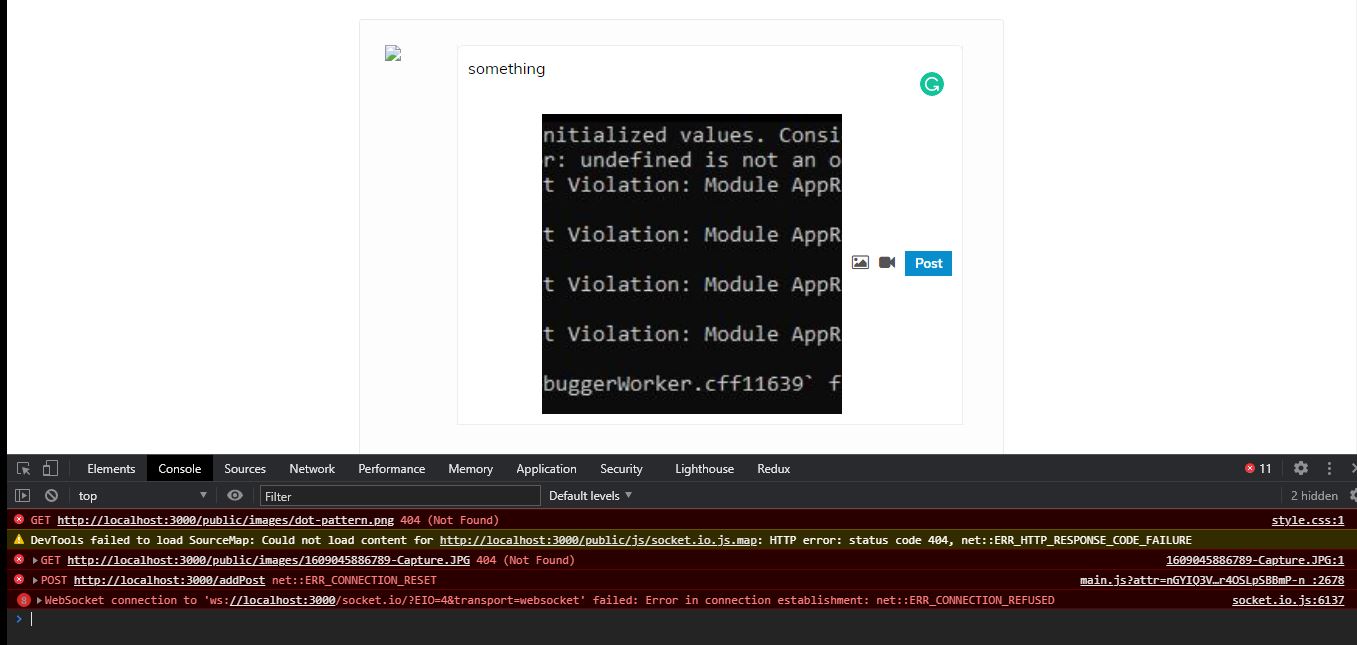 something
nitialized values. Consi
r: undefined is not an o
t Violation: Module AppR
t Violation: Module AppR
t Violation: Module AppR
t Violation: Module AppR
buggerWorker.cff11639` f
Post
Elements Console Sources Network Performance Memory Application Security Lighthouse Redux 11
top Filter Default levels 2 hidden
GET http://localhost:3000/public/images/dot-pattern.png 404 (Not Found) style.css:1
DevTools failed to load SourceMap: Could not load content for http://localhost:3000/public/js/socket.io.js.map: HTTP error: status code 404, net::ERR_HTTP_RESPONSE_CODE_FAILURE
GET http://localhost:3000/public/images/1609045886789-Capture.JPG 404 (Not Found) 1609045886789-Capture.JPG:1
POST http://localhost:3000/addPost net::ERR_CONNECTION_RESET main.js?attr=nGYIQ3V…r4OSLpSBBmP-n :2678
8 WebSocket connection to 'ws://localhost:3000/socket.io/?EIO=4&transport=websocket' failed: Error in connection establishment: net::ERR_CONNECTION_REFUSED socket.io.js:6137